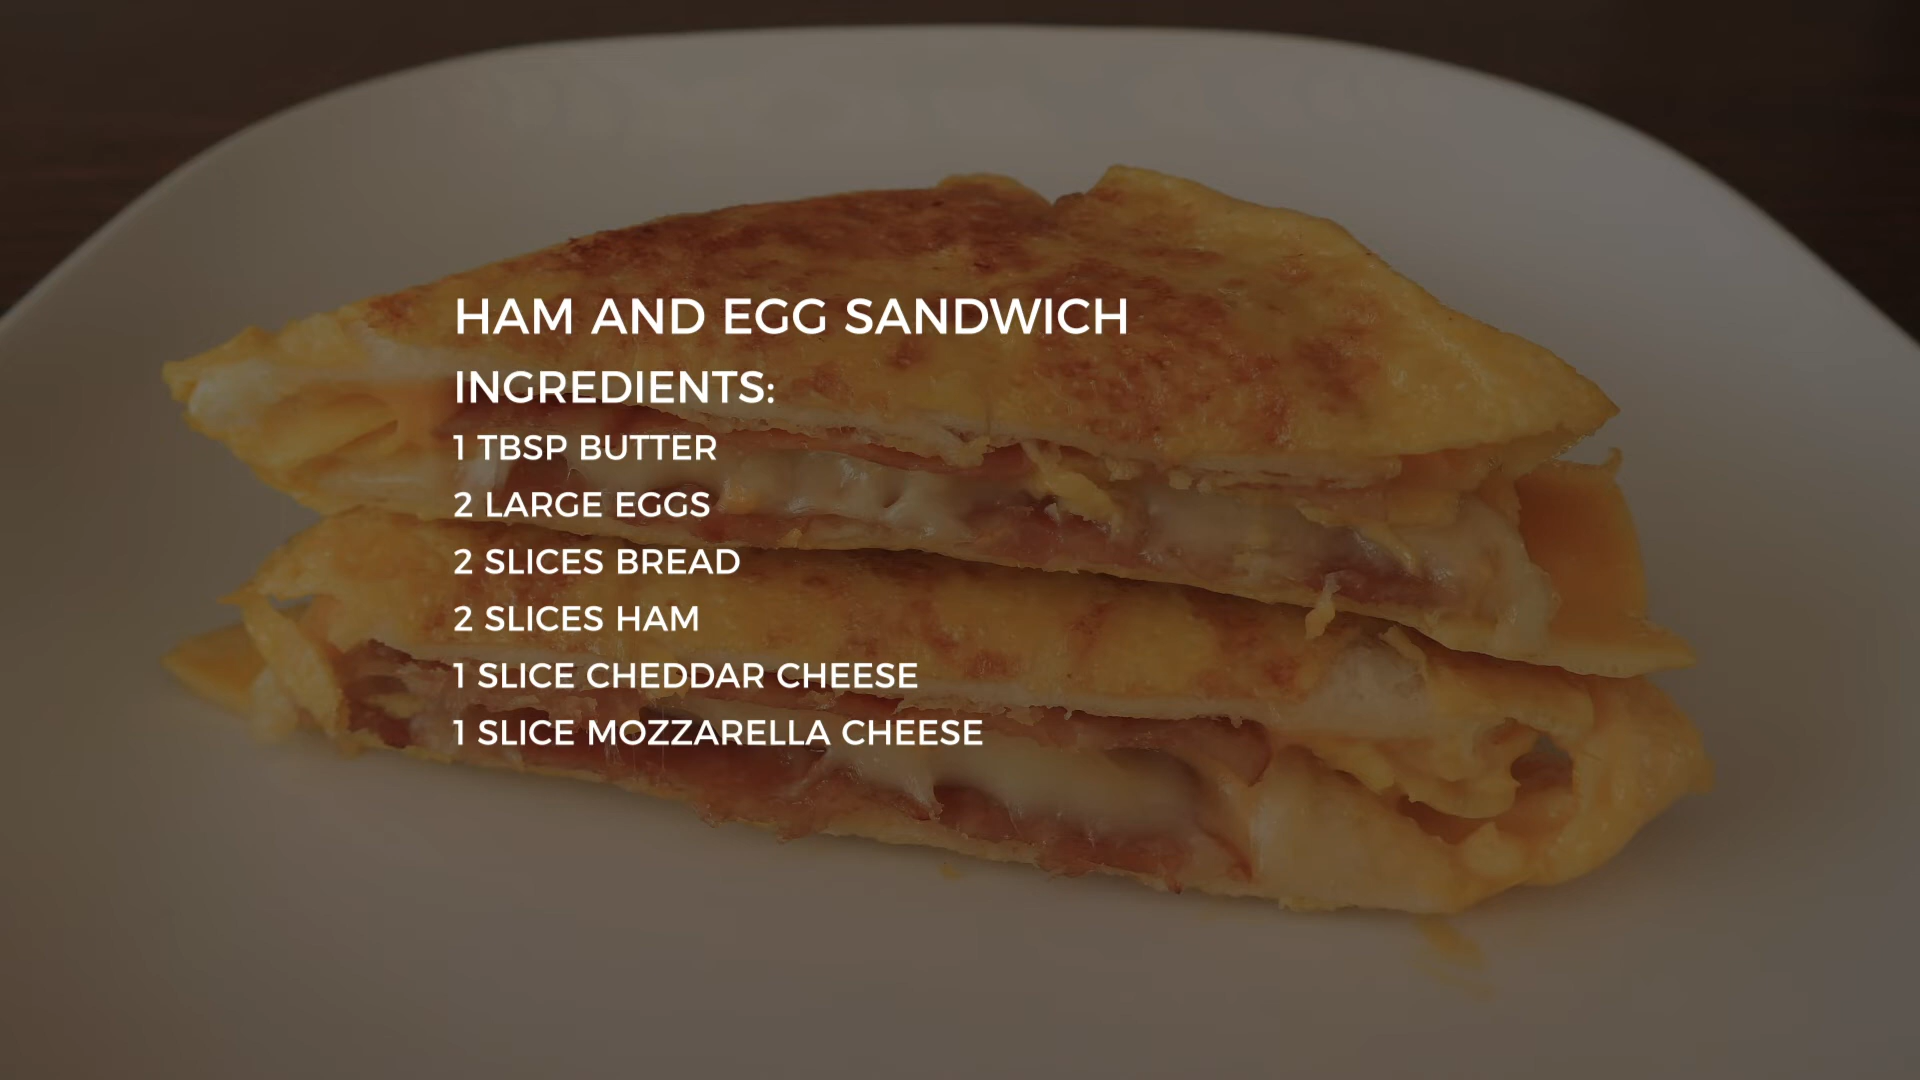 HAM AND EGG SANDWICH
INGREDIENTS:
1 TBSP BUTTER
2 LARGE EGGS
2 SLICES BREAD
2 SLICES HAM
1 SLICE CHEDDAR CHEESE
1 SLICE MOZZARELLA CHEESE